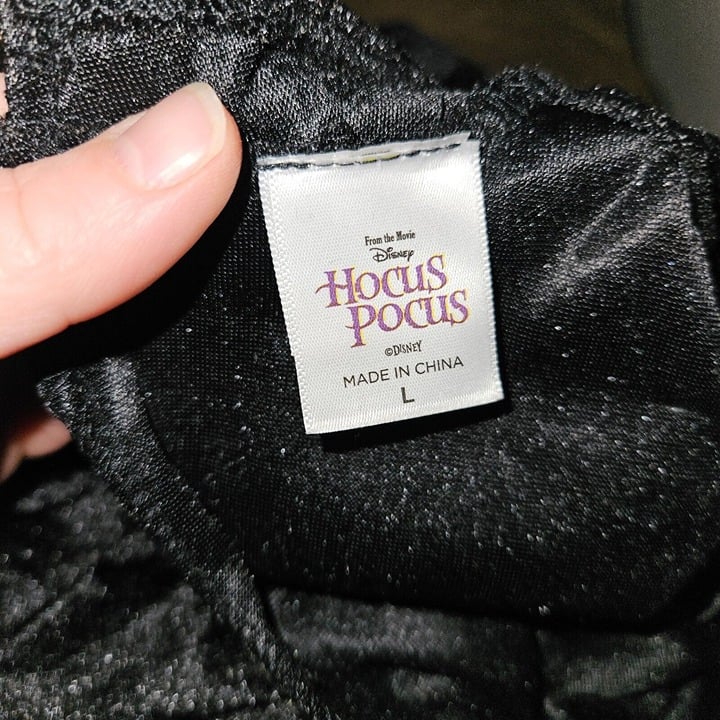 From the Movie
Disney
HOCUS
POCUS
©DISNEY
MADE IN CHINA
L